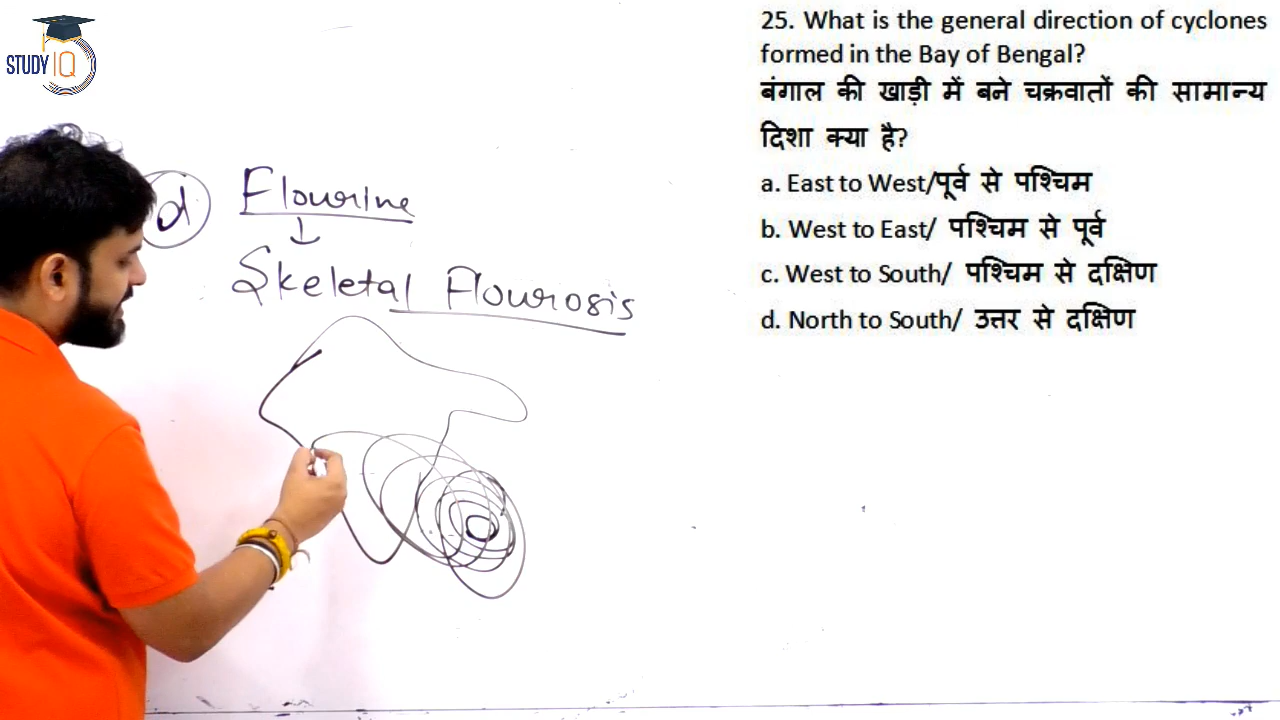 STUDY IQ
d Flourine
Skeletal Flourosis
25. What is the general direction of cyclones
formed in the Bay of Bengal?
बंगाल की खाड़ी में बने चक्रवातों की सामान्य
दिशा क्या है?
a. East to West/पूर्व से पश्चिम
b. West to East/ पश्चिम से पूर्व
c. West to South/ पश्चिम से दक्षिण
d. North to South/ उत्तर से दक्षिण